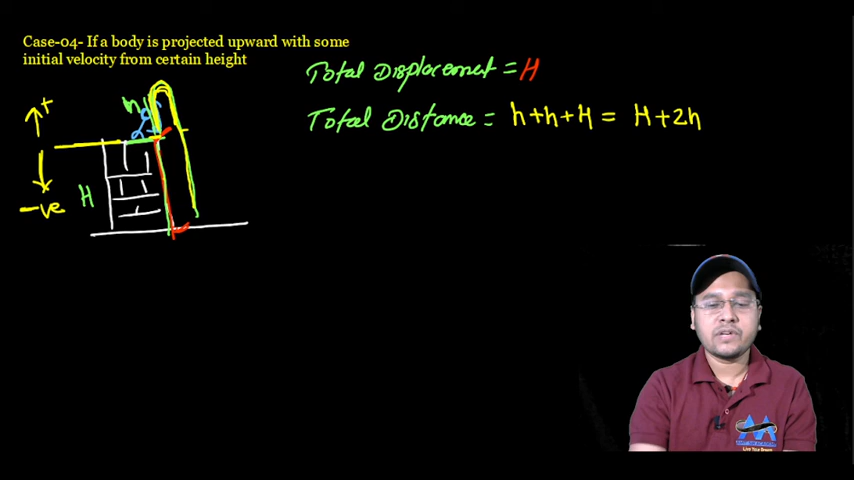 Case-04- If a body is projected upward with some
initial velocity from certain height
Total Displacement = H
Total Distance = h+h+H = H+2h
h
+
H
-ve